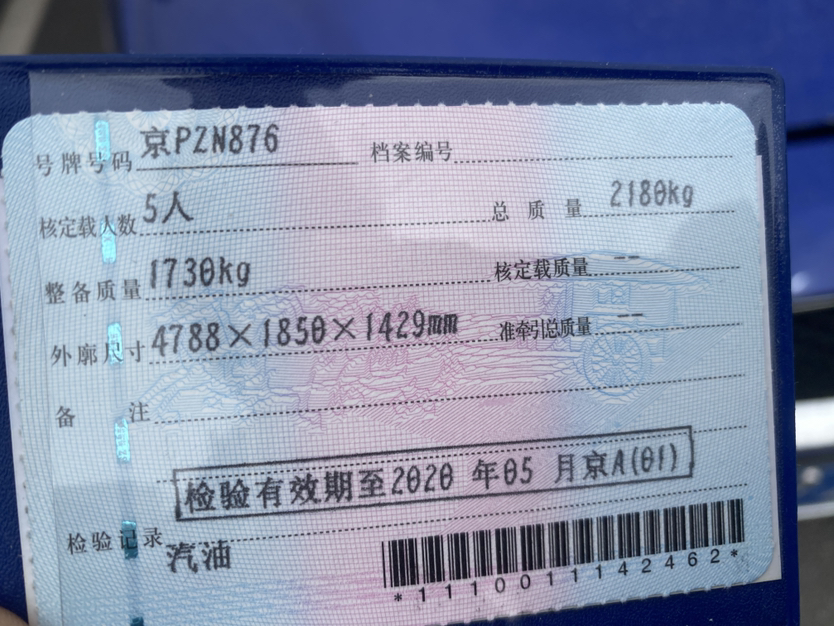 号牌号码 京PZN876 档案编号
核定载人数 5人 总质量 2180kg
整备质量 1730kg 核定载质量 --
外廓尺寸 4788×1850×1429mm 准牵引总质量 --
备注
检验有效期至2020 年05 月京A(01)
检验记录 汽油
*1110011142462*